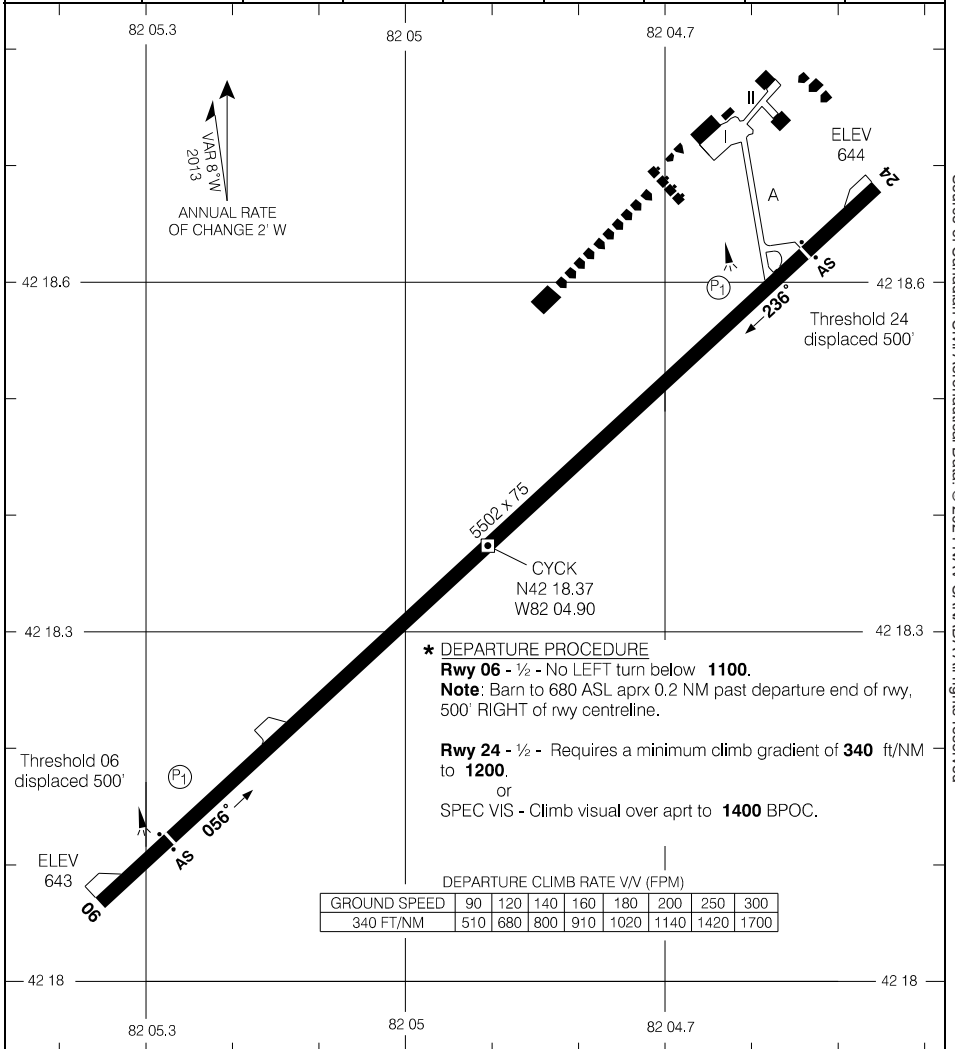 82 05.3
82 05
82 04.7
VAR 8°W
2013
ANNUAL RATE
OF CHANGE 2' W
II
I
ELEV
644
24
A
42 18.6
42 18.6
P1
AS
236°
Threshold 24
displaced 500'
5502 x 75
CYCK
N42 18.37
W82 04.90
42 18.3
42 18.3
* DEPARTURE PROCEDURE
Rwy 06 - ½ - No LEFT turn below 1100.
Note: Barn to 680 ASL aprx 0.2 NM past departure end of rwy,
500' RIGHT of rwy centreline.
Rwy 24 - ½ - Requires a minimum climb gradient of 340 ft/NM
to 1200.
or
SPEC VIS - Climb visual over aprt to 1400 BPOC.
Threshold 06
displaced 500'
P1
056°
AS
ELEV
643
06
DEPARTURE CLIMB RATE V/V (FPM)
GROUND SPEED 90 120 140 160 180 200 250 300
340 FT/NM 510 680 800 910 1020 1140 1420 1700
42 18
42 18
82 05.3
82 05
82 04.7